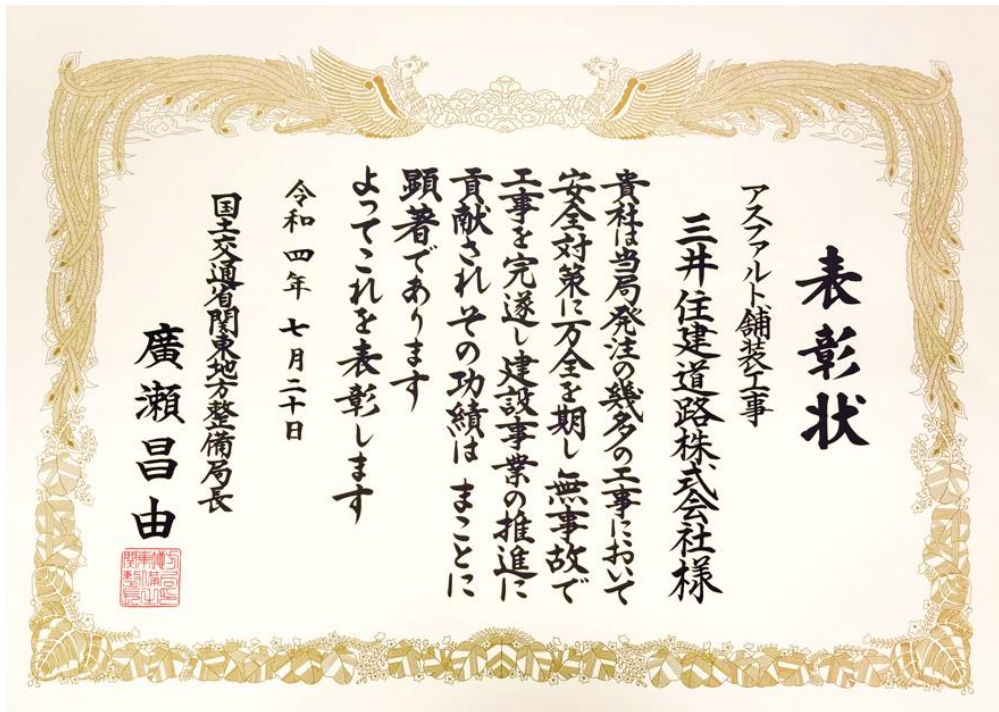 表彰状
アスファルト舗装工事
三井住建道路株式会社様
貴社は当局発注の幾多の工事において
安全対策に万全を期し 無事故で
工事を完遂し建設事業の推進に
貢献されその功績は まことに
顕著であります
よってこれを表彰します
令和四年 七月二十日
国土交通省関東地方整備局長
廣瀬昌由